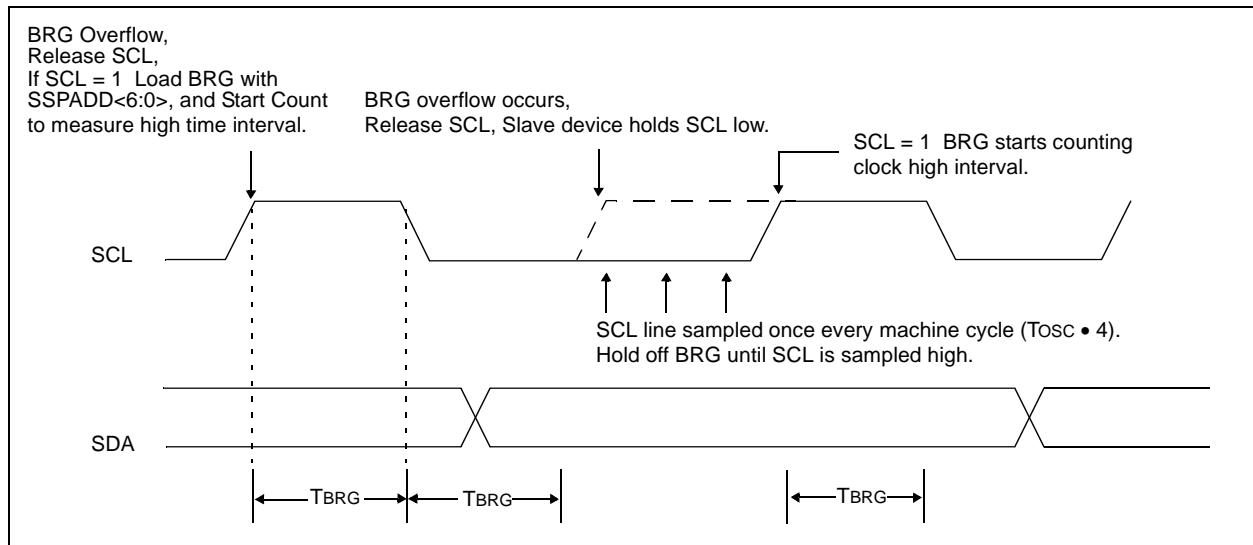 BRG Overflow,
Release SCL,
If SCL = 1 Load BRG with
SSPADD<6:0>, and Start Count
to measure high time interval.
BRG overflow occurs,
Release SCL, Slave device holds SCL low.
SCL = 1 BRG starts counting
clock high interval.
SCL
SCL line sampled once every machine cycle (TOSC • 4).
Hold off BRG until SCL is sampled high.
SDA
TBRG
TBRG
TBRG